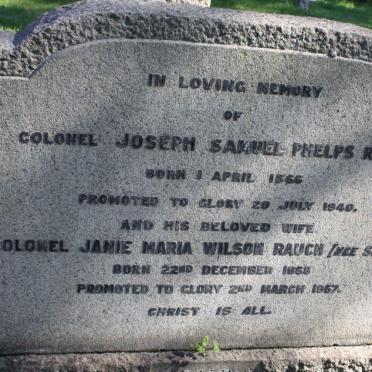 IN LOVING MEMORY
OF
COLONEL JOSEPH SAMUEL PHELPS R
BORN 1 APRIL 1866
PROMOTED TO GLORY 29 JULY 1940.
AND HIS BELOVED WIFE
COLONEL JANIE MARIA WILSON RAUCH (NEE S
BORN 22ND DECEMBER 1868
PROMOTED TO GLORY 2ND MARCH 1957.
CHRIST IS ALL.